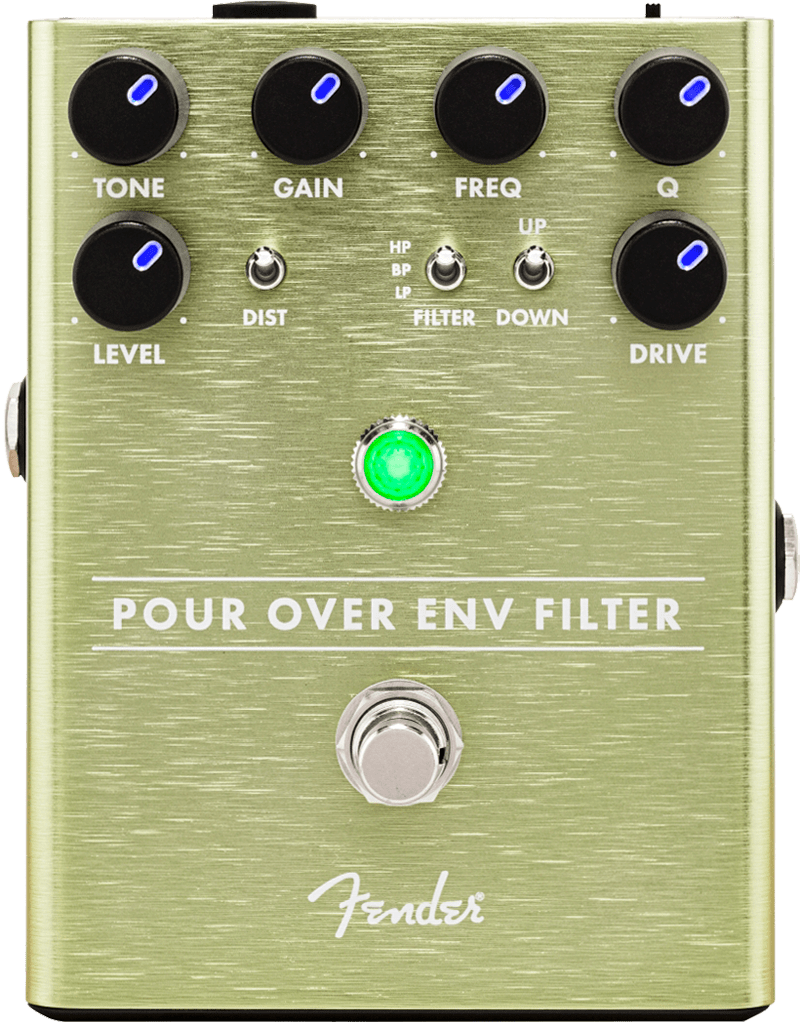 TONE GAIN FREQ Q
UP
HP
BP
LP
DIST FILTER DOWN
LEVEL DRIVE
POUR OVER ENV FILTER
Fender®